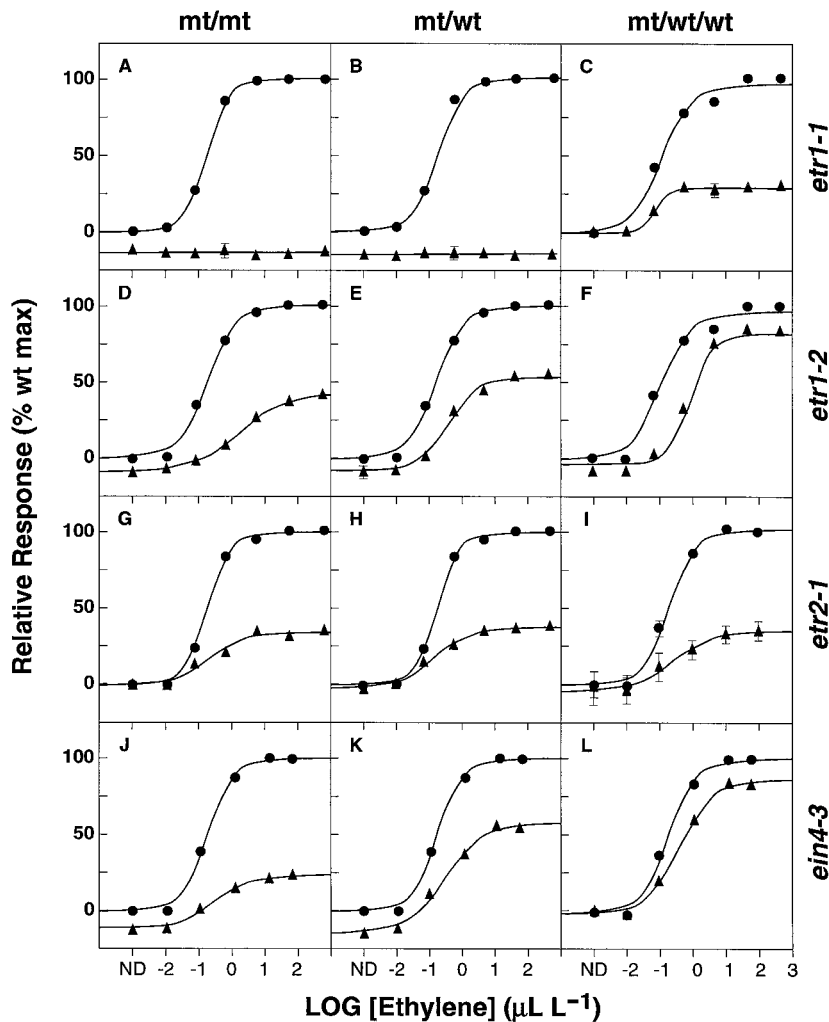 mt/mt mt/wt mt/wt/wt
A B C
100
50
0
etr1-1
D E F
100
50
0
etr1-2
G H I
100
50
0
etr2-1
J K L
100
50
0
ein4-3
Relative Response (% wt max)
ND -2 -1 0 1 2 ND -2 -1 0 1 2 ND -2 -1 0 1 2 3
LOG [Ethylene] (μL L⁻¹)